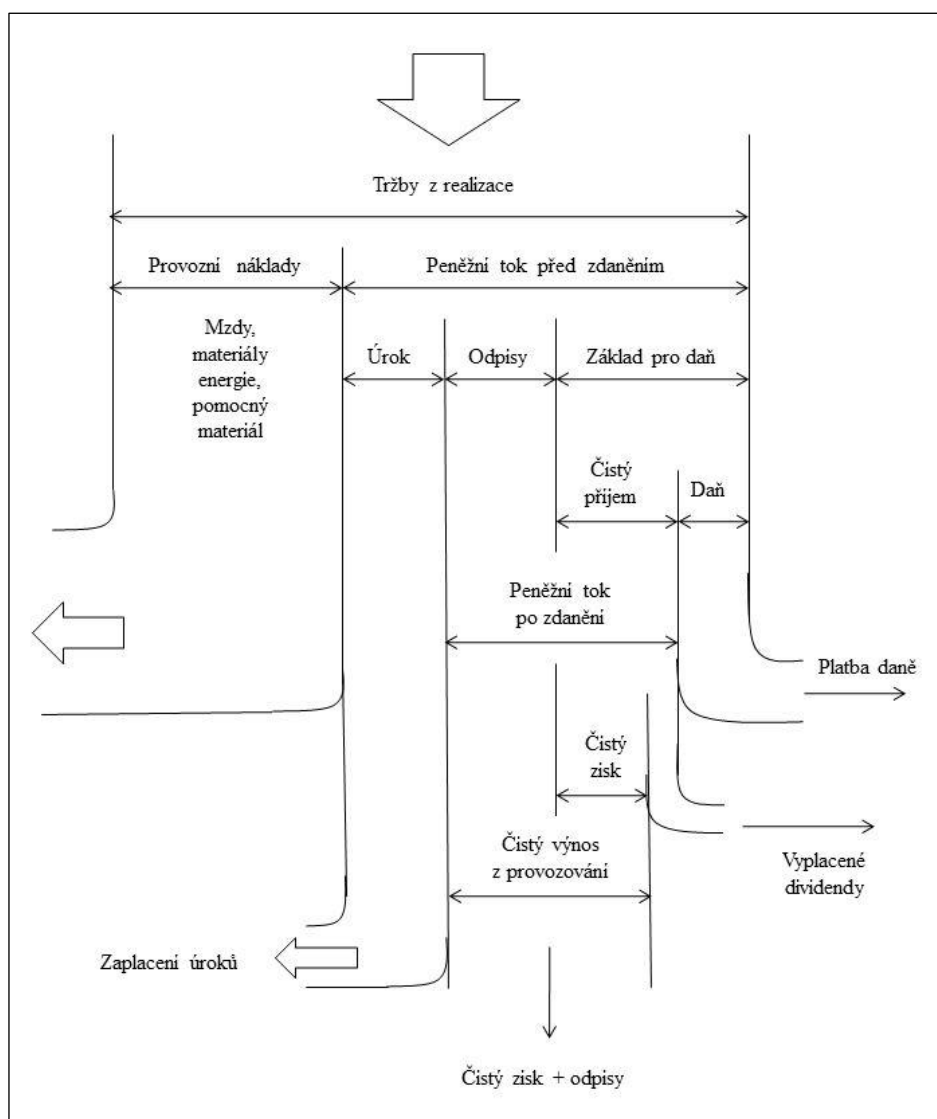 Tržby z realizace
Provozní náklady
Peněžní tok před zdaněním
Mzdy,
materiály
energie,
pomocný
materiál
Úrok
Odpisy
Základ pro daň
Čistý
příjem
Daň
Peněžní tok
po zdanění
Platba daně
Čistý
zisk
Čistý výnos
z provozování
Vyplacené
dividendy
Zaplacení úroků
Čistý zisk + odpisy